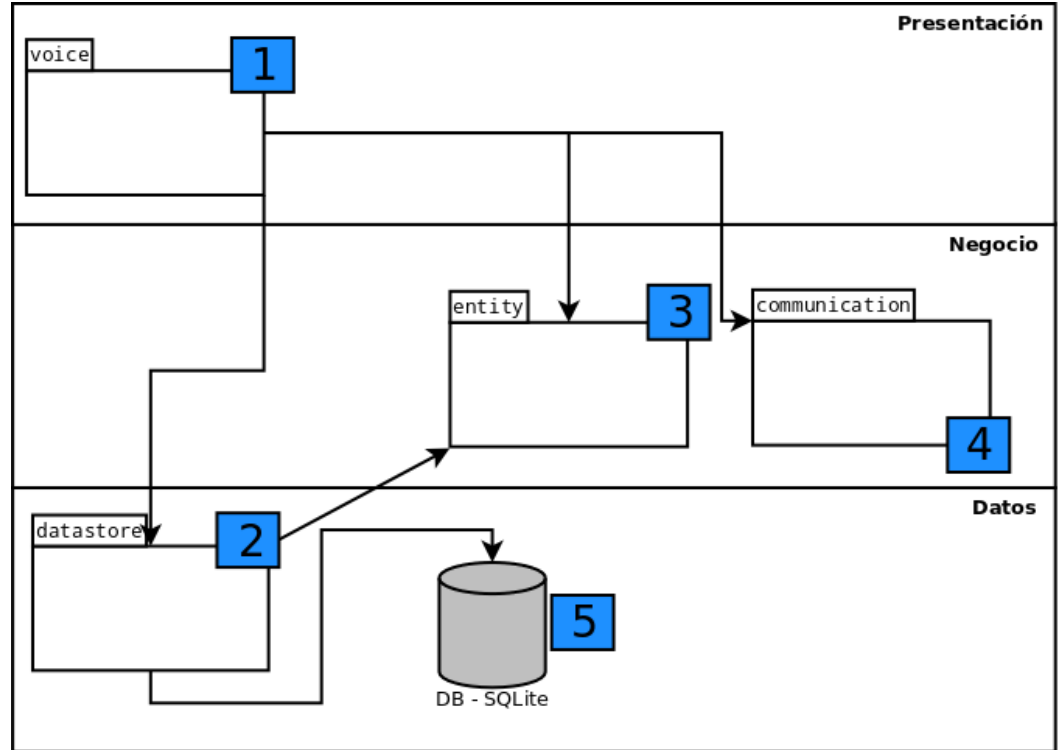 Presentación
voice
1
Negocio
entity
3
communication
4
Datos
datastore
2
5
DB - SQLite